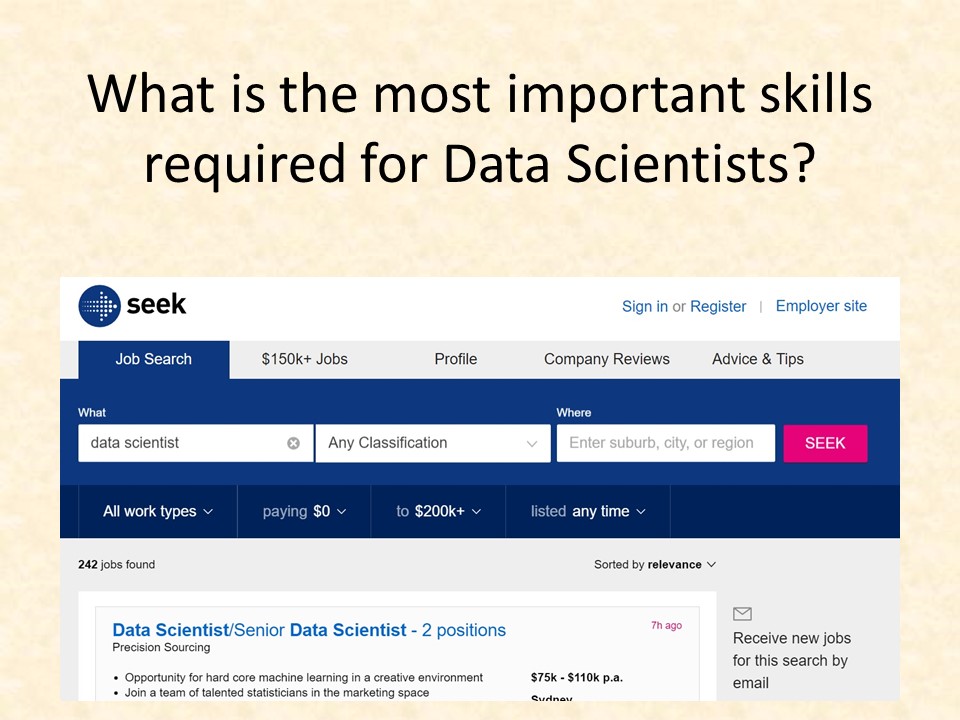 What is the most important skills
required for Data Scientists?
seek
Sign in or Register | Employer site
Job Search $150k+ Jobs Profile Company Reviews Advice & Tips
What Where
data scientist Any Classification Enter suburb, city, or region SEEK
All work types paying $0 to $200k+ listed any time
242 jobs found Sorted by relevance
Data Scientist/Senior Data Scientist - 2 positions 7h ago
Precision Sourcing
Receive new jobs
for this search by
email
• Opportunity for hard core machine learning in a creative environment $75k - $110k p.a.
• Join a team of talented statisticians in the marketing space
Sydney